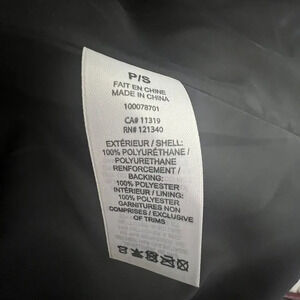 P/S
FAIT EN CHINE
MADE IN CHINA
100078701
CA# 11319
RN# 121340
EXTÉRIEUR / SHELL:
100% POLYURÉTHANE /
POLYURETHANE
RENFORCEMENT /
BACKING:
100% POLYESTER
INTÉRIEUR / LINING:
100% POLYESTER
GARNITURES NON
COMPRISES / EXCLUSIVE
OF TRIMS